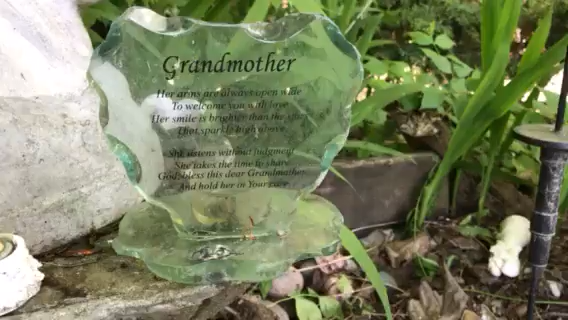 Grandmother
Her arms are always open wide
To welcome you with love
Her smile is brighter than the stars
That sparkle high above
She listens without judgment
She takes the time to share
God bless this dear Grandmother
And hold her in Your care